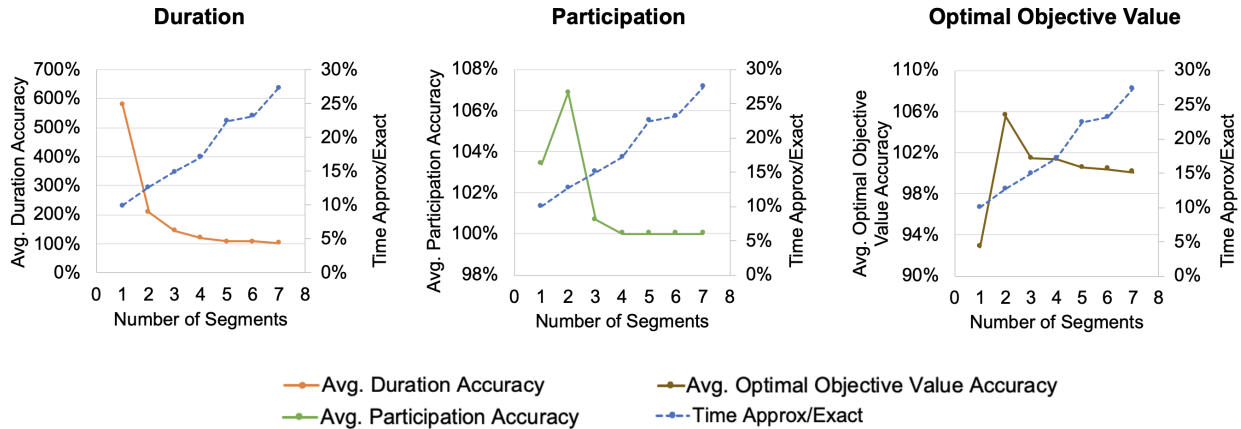 Duration
700%
600%
500%
400%
300%
200%
100%
0%
Avg. Duration Accuracy
30%
25%
20%
15%
10%
5%
0%
Time Approx/Exact
0 1 2 3 4 5 6 7 8
Number of Segments
Participation
108%
106%
104%
102%
100%
98%
Avg. Participation Accuracy
30%
25%
20%
15%
10%
5%
0%
Time Approx/Exact
0 1 2 3 4 5 6 7 8
Number of Segments
Optimal Objective Value
110%
106%
102%
98%
94%
90%
Avg. Optimal Objective
Value Accuracy
30%
25%
20%
15%
10%
5%
0%
Time Approx/Exact
0 1 2 3 4 5 6 7 8
Number of Segments
Avg. Duration Accuracy
Avg. Optimal Objective Value Accuracy
Avg. Participation Accuracy
Time Approx/Exact